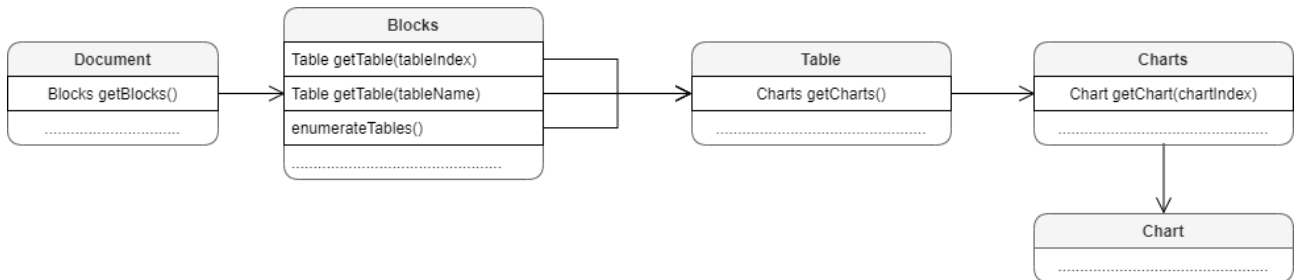 Document
Blocks getBlocks()
................................
Blocks
Table getTable(tableIndex)
Table getTable(tableName)
enumerateTables()
..................................................
Table
Charts getCharts()
..................................................
Charts
Chart getChart(chartIndex)
..................................................
Chart
..................................................